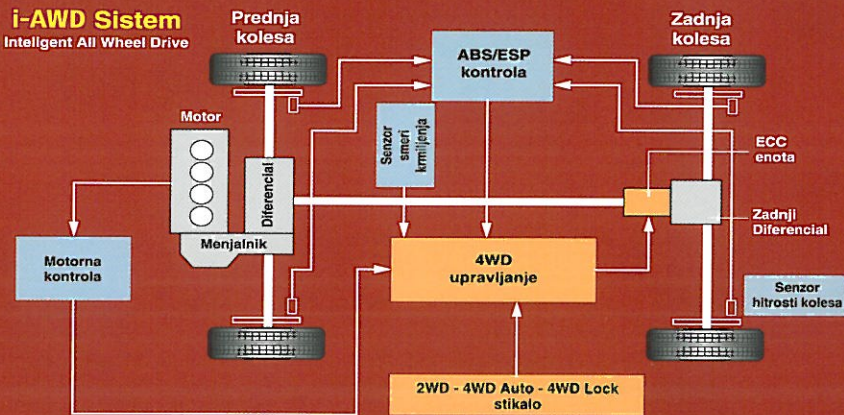 i-AWD Sistem
Inteligent All Wheel Drive
Prednja
kolesa
Zadnja
kolesa
ABS/ESP
kontrola
Motor
Senzor
smeri
krmiljenja
ECC
enota
Diferencial
Zadnji
Diferencial
Menjalnik
Motorna
kontrola
4WD
upravljanje
Senzor
hitrosti kolesa
2WD - 4WD Auto - 4WD Lock
stikalo